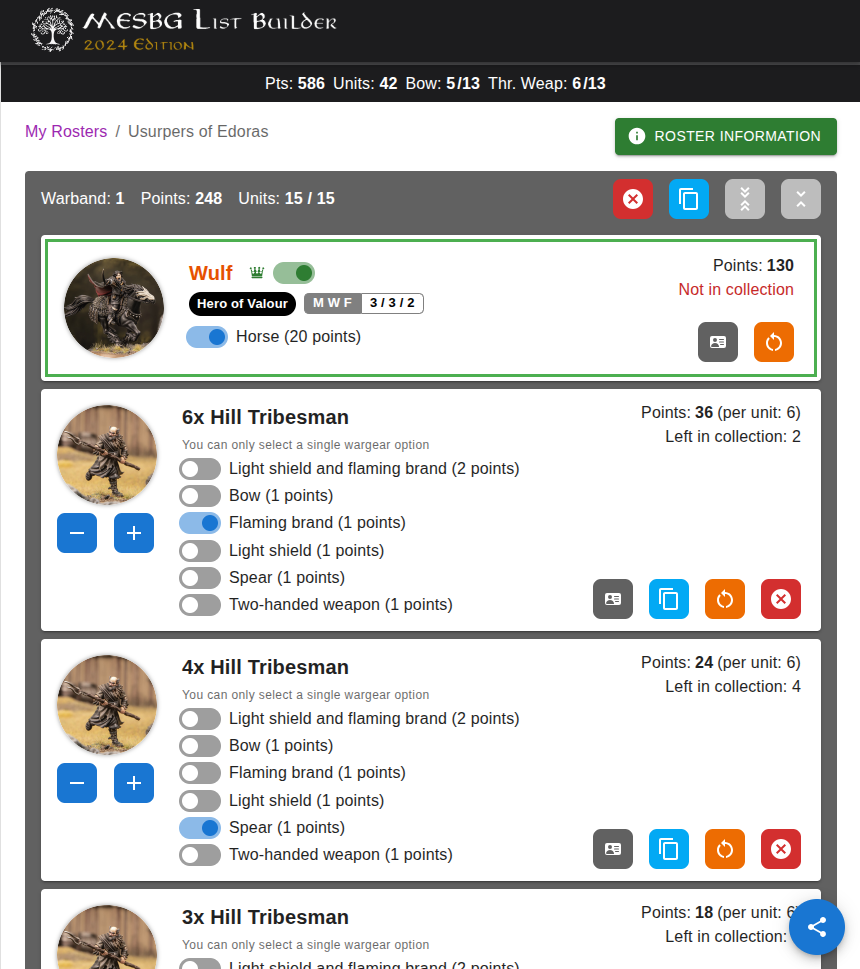 MESBG List Builder
2024 Edition
Pts: 586 Units: 42 Bow: 5/13 Thr. Weap: 6/13
My Rosters / Usurpers of Edoras
ROSTER INFORMATION
Warband: 1 Points: 248 Units: 15 / 15
Wulf
Points: 130
Not in collection
Hero of Valour
M W F 3 / 3 / 2
Horse (20 points)
6x Hill Tribesman
Points: 36 (per unit: 6)
Left in collection: 2
You can only select a single wargear option
Light shield and flaming brand (2 points)
Bow (1 points)
Flaming brand (1 points)
Light shield (1 points)
Spear (1 points)
Two-handed weapon (1 points)
4x Hill Tribesman
Points: 24 (per unit: 6)
Left in collection: 4
You can only select a single wargear option
Light shield and flaming brand (2 points)
Bow (1 points)
Flaming brand (1 points)
Light shield (1 points)
Spear (1 points)
Two-handed weapon (1 points)
3x Hill Tribesman
Points: 18 (per unit: 6
Left in collection:
You can only select a single wargear option
Light shield and flaming brand (2 points)